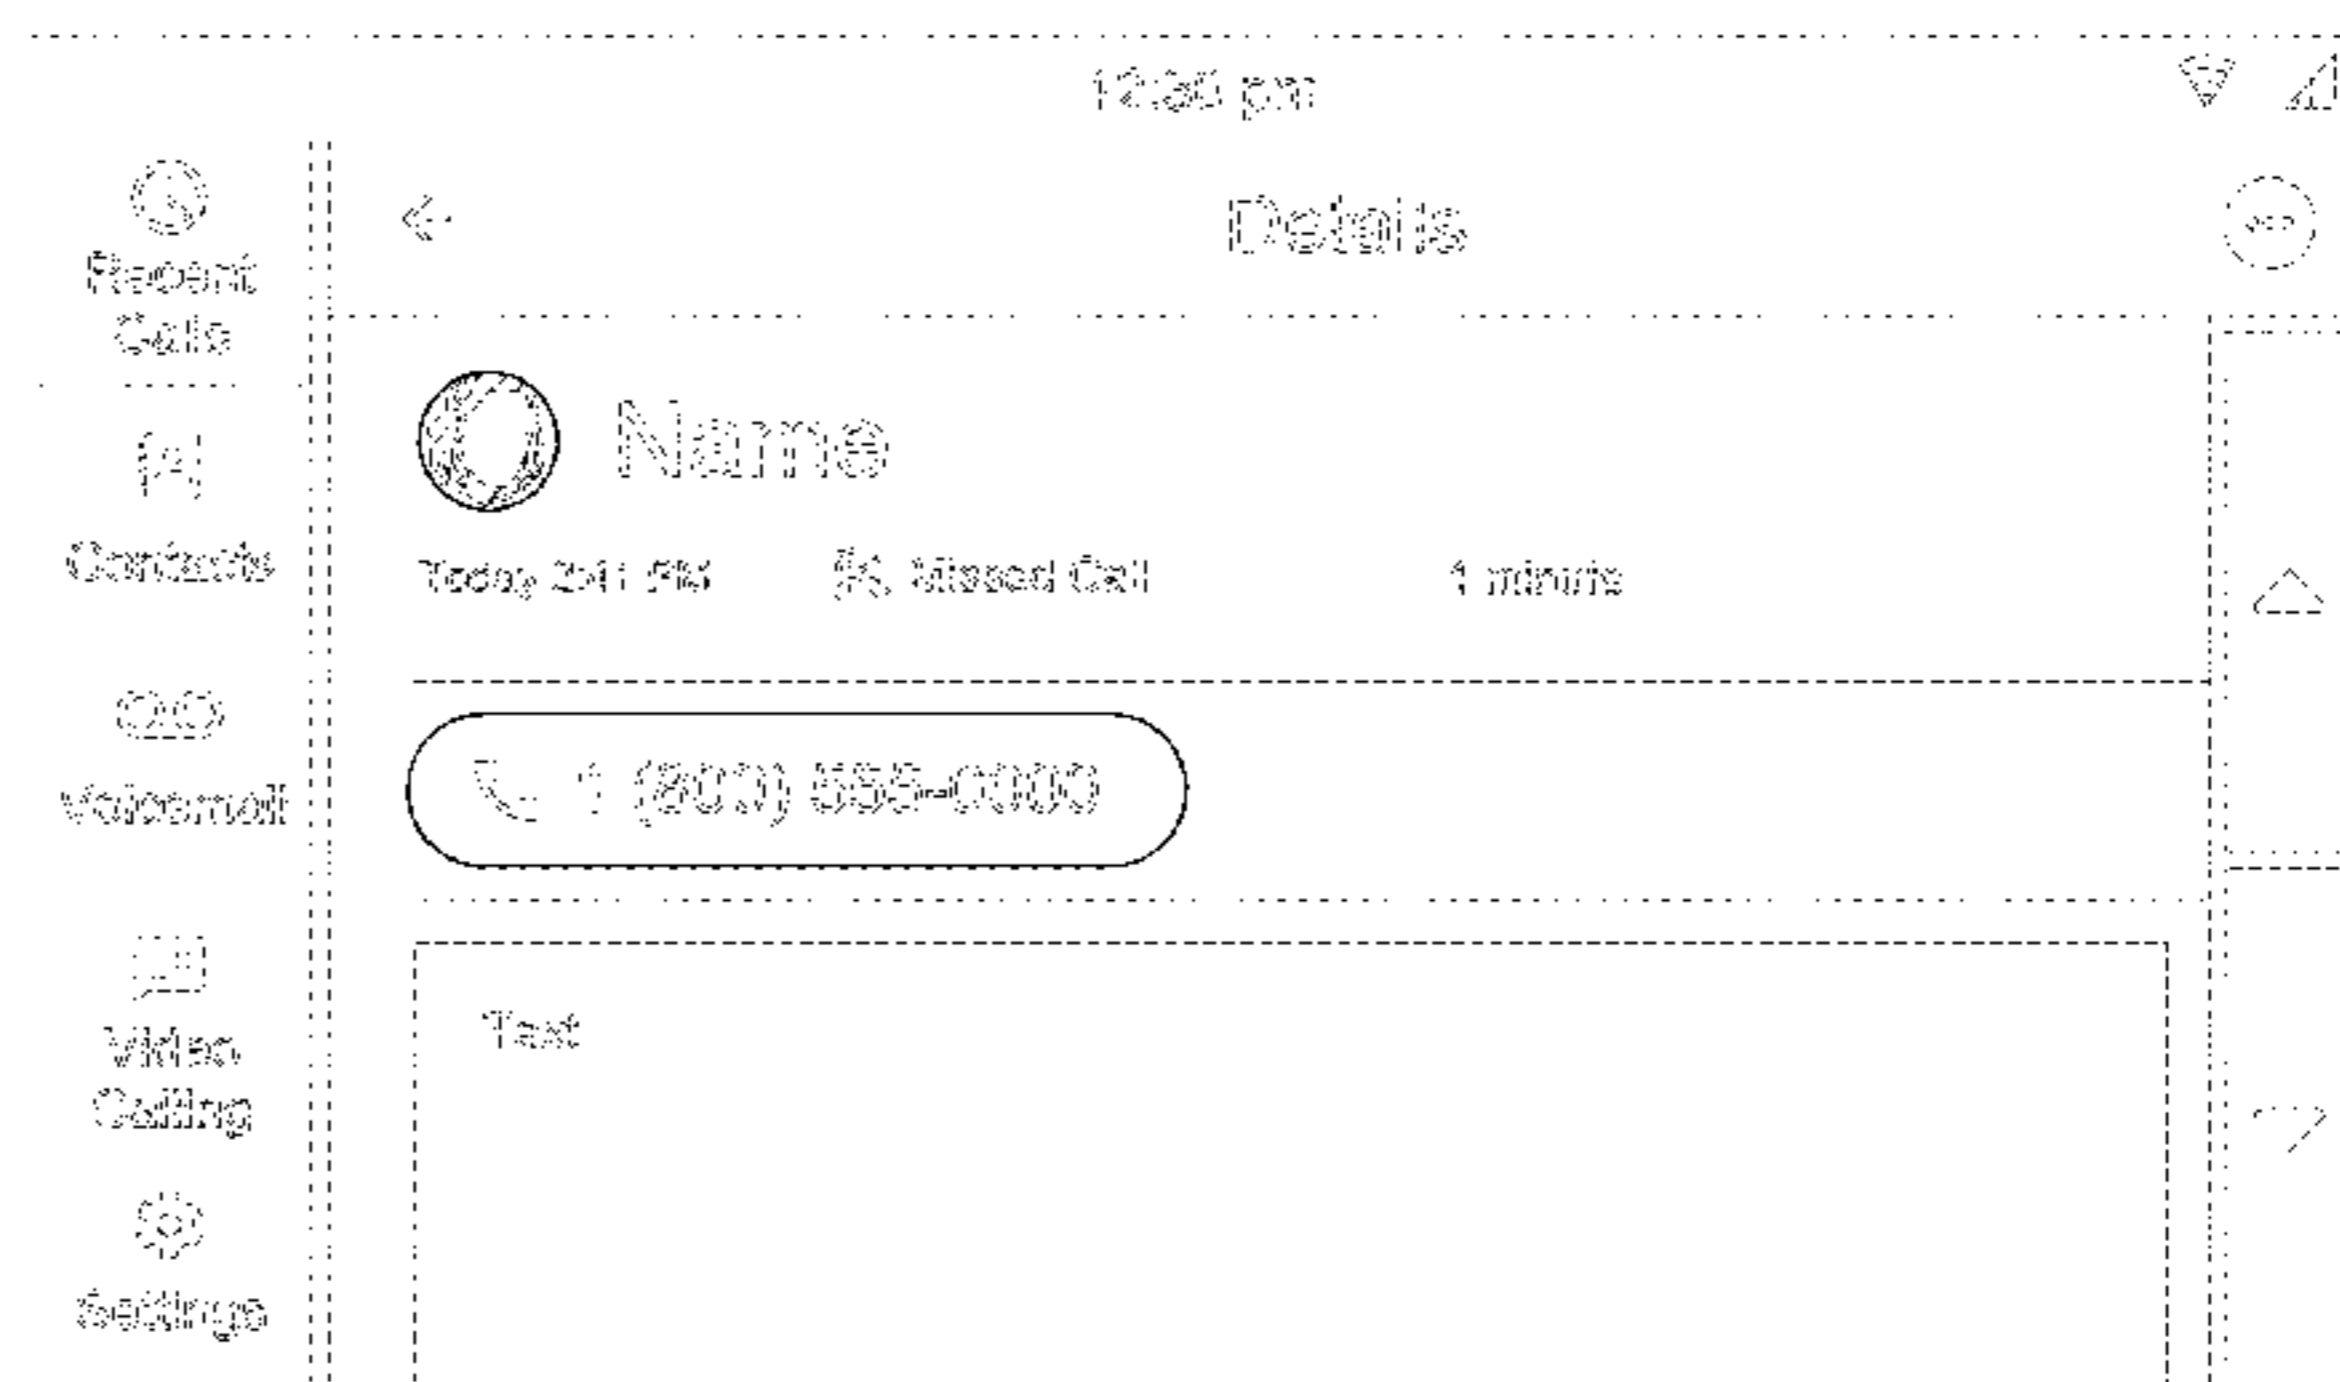 12:30 pm
Details
Recent
Calls
Name
Contacts
Today 2:41 PM
Missed Call
1 minute
Voicemail
1 (800) 555-0000
Text
Video
Calling
Settings